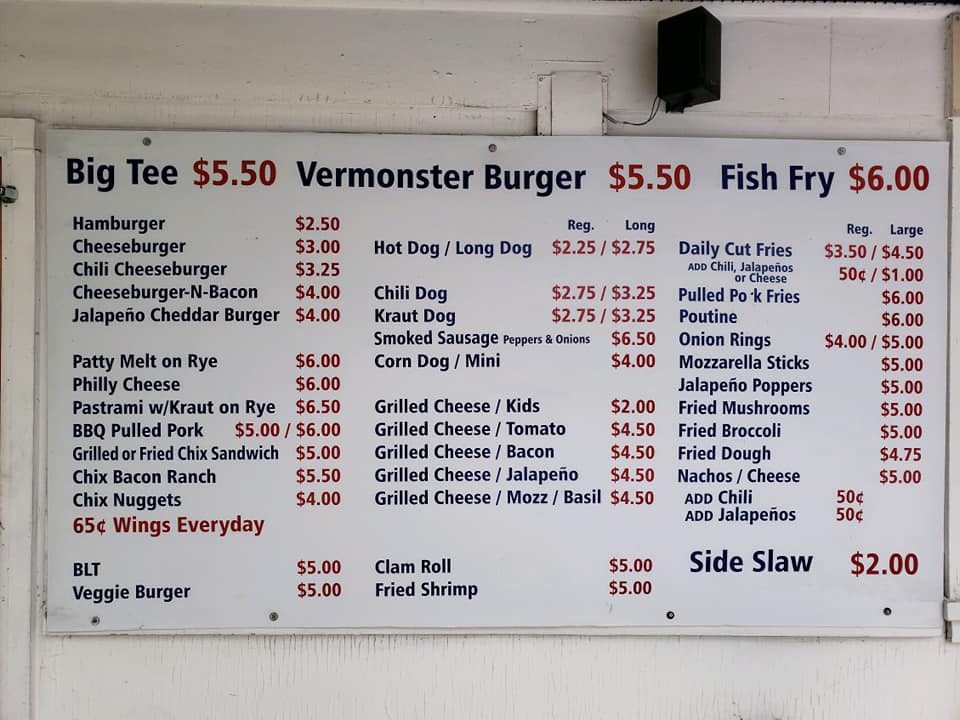 Big Tee $5.50 Vermonster Burger $5.50 Fish Fry $6.00
Hamburger $2.50
Cheeseburger $3.00
Chili Cheeseburger $3.25
Cheeseburger-N-Bacon $4.00
Jalapeño Cheddar Burger $4.00
Patty Melt on Rye $6.00
Philly Cheese $6.00
Pastrami w/Kraut on Rye $6.50
BBQ Pulled Pork $5.00 / $6.00
Grilled or Fried Chix Sandwich $5.00
Chix Bacon Ranch $5.50
Chix Nuggets $4.00
65¢ Wings Everyday
BLT $5.00
Veggie Burger $5.00
Reg. Long
Hot Dog / Long Dog $2.25 / $2.75
Chili Dog $2.75 / $3.25
Kraut Dog $2.75 / $3.25
Smoked Sausage Peppers & Onions $6.50
Corn Dog / Mini $4.00
Grilled Cheese / Kids $2.00
Grilled Cheese / Tomato $4.50
Grilled Cheese / Bacon $4.50
Grilled Cheese / Jalapeño $4.50
Grilled Cheese / Mozz / Basil $4.50
Clam Roll $5.00
Fried Shrimp $5.00
Reg. Large
Daily Cut Fries $3.50 / $4.50
ADD Chili, Jalapeños
or Cheese 50¢ / $1.00
Pulled Po k Fries $6.00
Poutine $6.00
Onion Rings $4.00 / $5.00
Mozzarella Sticks $5.00
Jalapeño Poppers $5.00
Fried Mushrooms $5.00
Fried Broccoli $5.00
Fried Dough $4.75
Nachos / Cheese $5.00
ADD Chili 50¢
ADD Jalapeños 50¢
Side Slaw $2.00